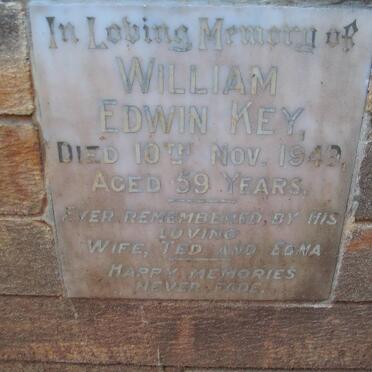 In Loving Memory of
WILLIAM
EDWIN KEY,
DIED 10TH NOV. 1949,
AGED 59 YEARS.
EVER REMEMBERED BY HIS
LOVING
WIFE, TED AND EDNA
HAPPY MEMORIES
NEVER FADE.